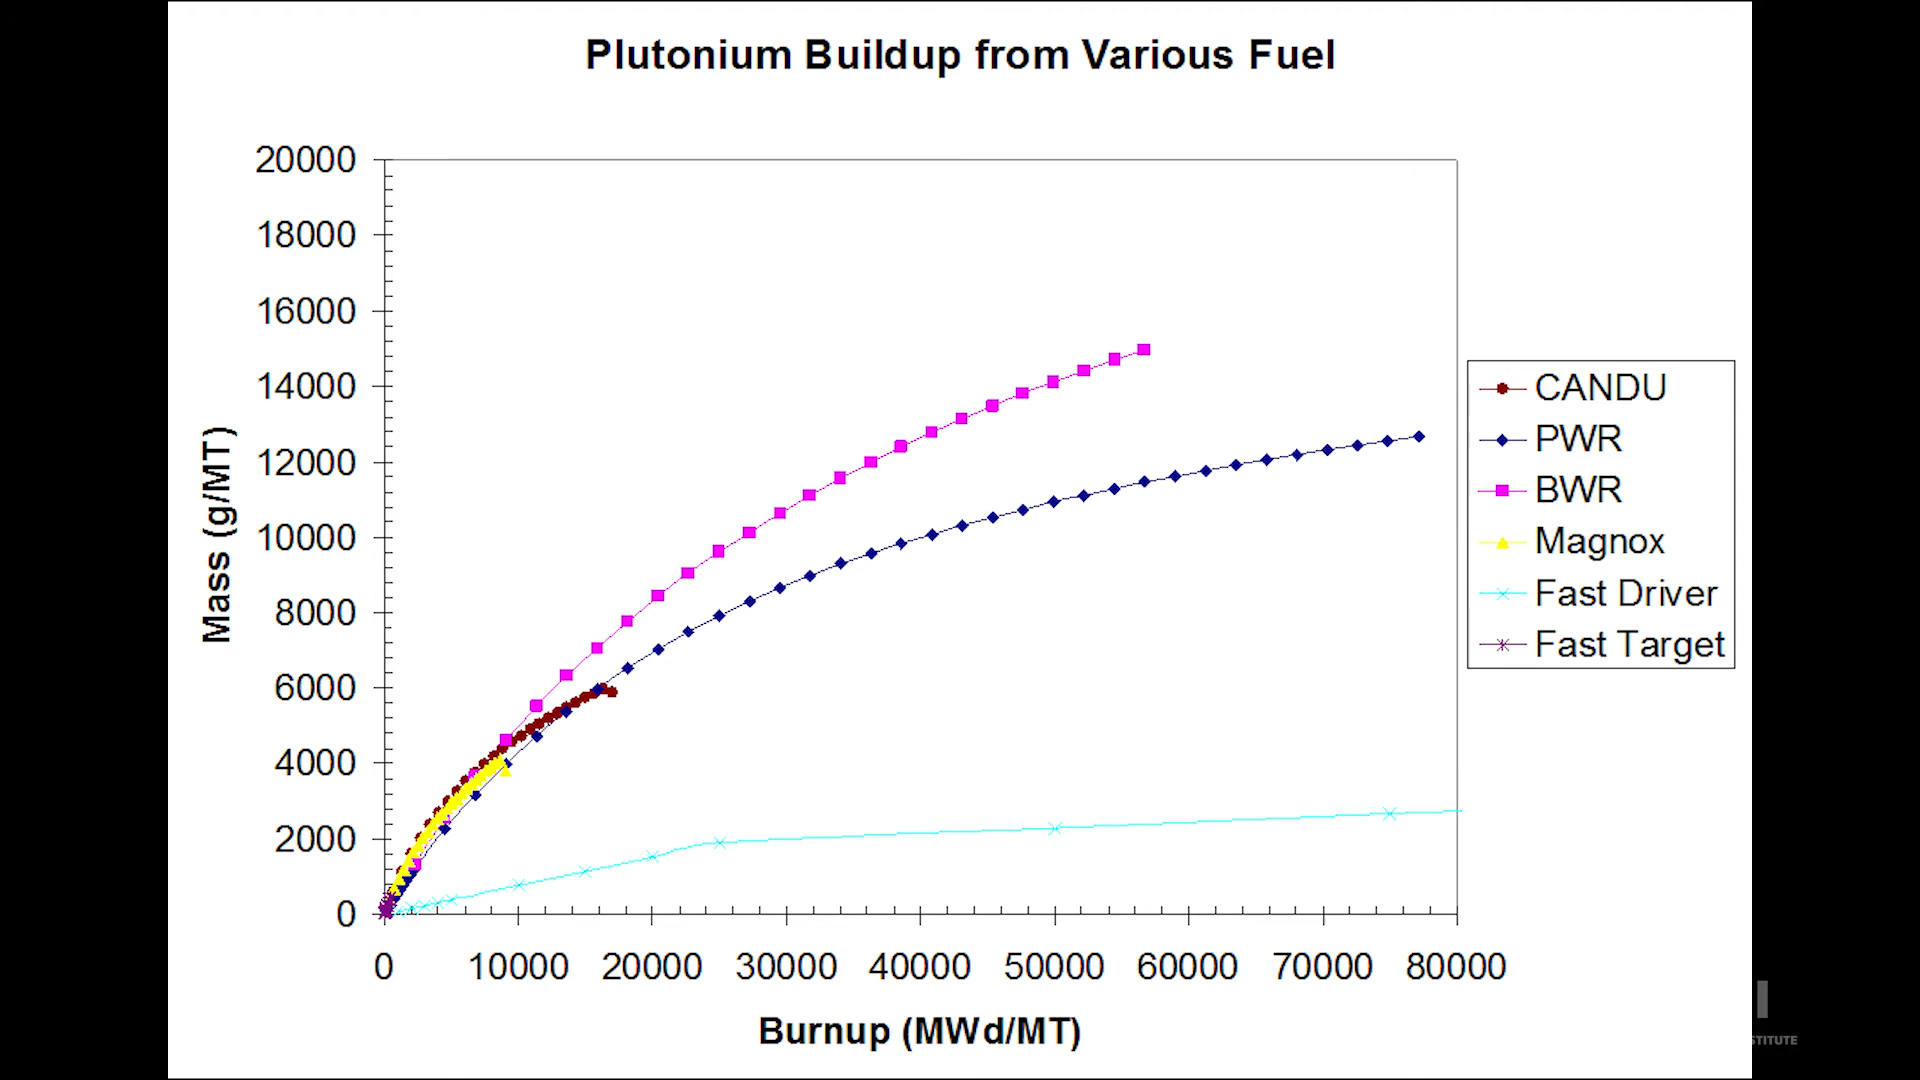 Plutonium Buildup from Various Fuel
20000
18000
16000
14000
12000
10000
8000
6000
4000
2000
0
Mass (g/MT)
0 10000 20000 30000 40000 50000 60000 70000 80000
Burnup (MWd/MT)
CANDU
PWR
BWR
Magnox
Fast Driver
Fast Target